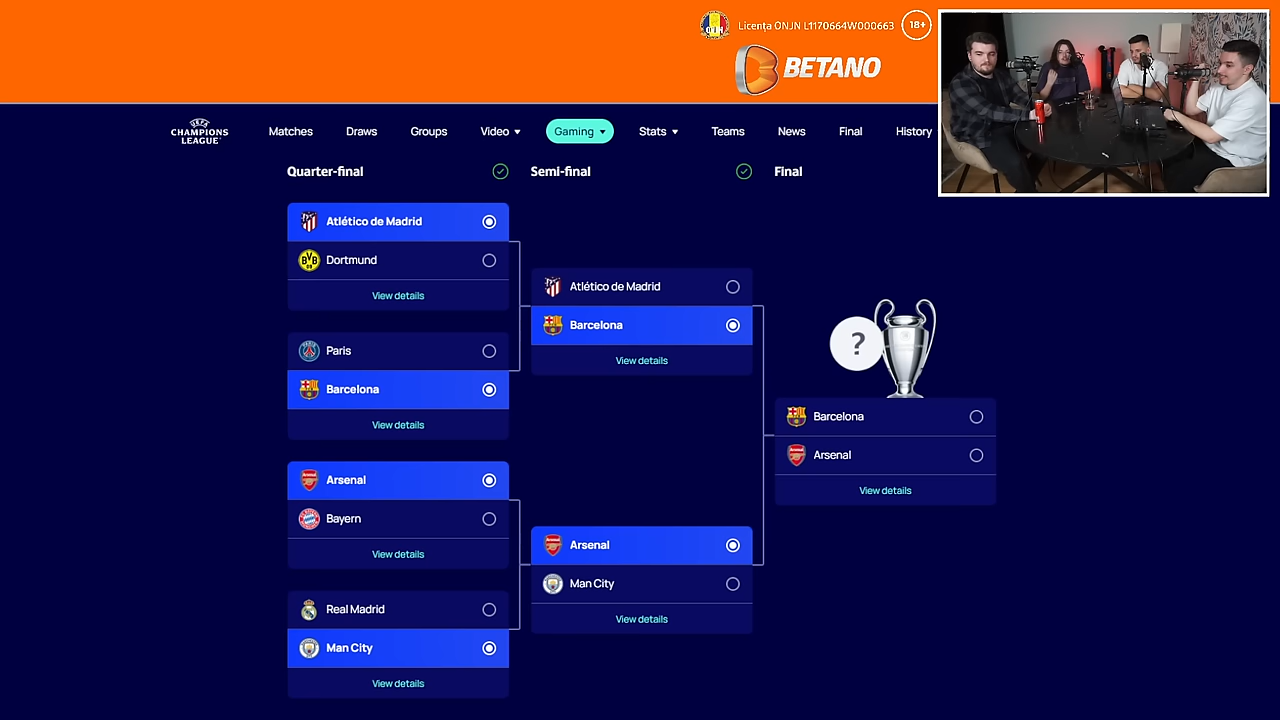 Licența ONJN L1170664W000663
18+
BETANO
UEFA
CHAMPIONS
LEAGUE
Matches Draws Groups Video Gaming Stats Teams News Final History
Quarter-final Semi-final Final
Atlético de Madrid
Dortmund
View details
Paris
Barcelona
View details
Arsenal
Bayern
View details
Real Madrid
Man City
View details
Atlético de Madrid
Barcelona
View details
Arsenal
Man City
View details
?
Barcelona
Arsenal
View details